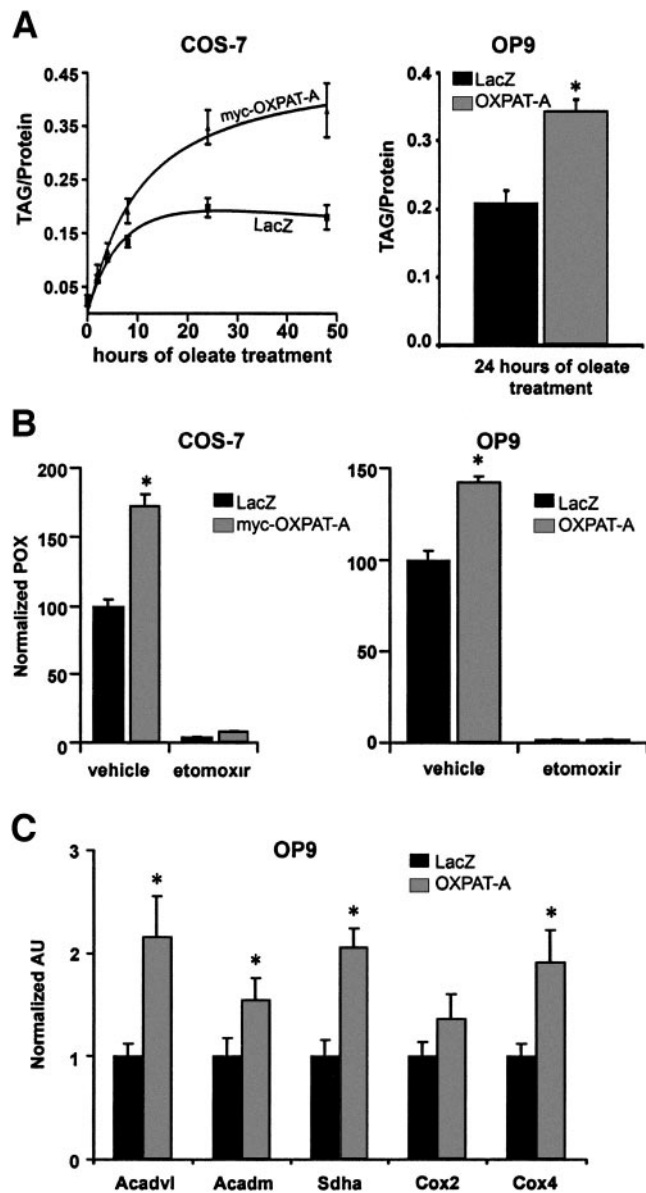 A
COS-7
OP9
TAG/Protein
0.45
0.35
0.25
0.15
0.05
myc-OXPAT-A
LacZ
0
10
20
30
40
50
hours of oleate treatment
TAG/Protein
0.4
0.3
0.2
0.1
0.0
LacZ
OXPAT-A
*
24 hours of oleate
treatment
B
COS-7
OP9
Normalized POX
200
150
100
50
0
*
LacZ
myc-OXPAT-A
vehicle
etomoxir
150
100
50
0
*
LacZ
OXPAT-A
vehicle
etomoxir
C
OP9
Normalized AU
3
2
1
0
LacZ
OXPAT-A
*
*
*
*
Acadvl
Acadm
Sdha
Cox2
Cox4